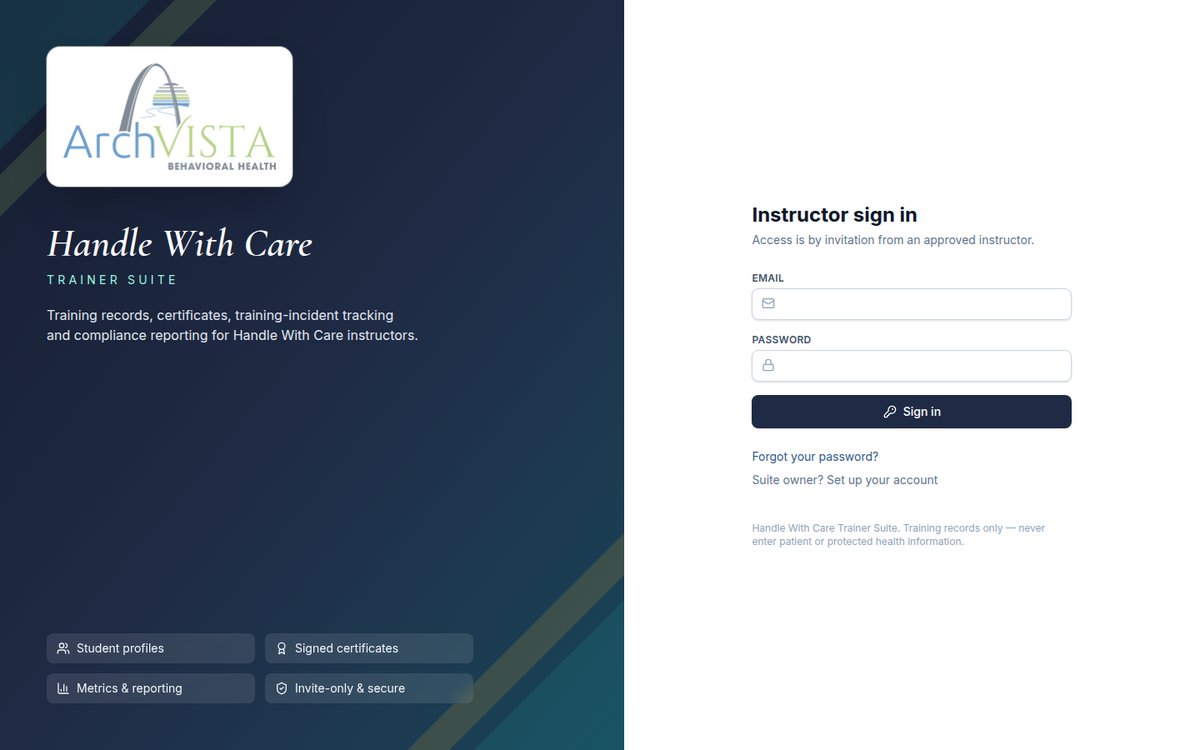 ArchVISTA
BEHAVIORAL HEALTH
Handle With Care
TRAINER SUITE
Training records, certificates, training-incident tracking
and compliance reporting for Handle With Care instructors.
Student profiles
Signed certificates
Metrics & reporting
Invite-only & secure
Instructor sign in
Access is by invitation from an approved instructor.
EMAIL
PASSWORD
Sign in
Forgot your password?
Suite owner? Set up your account
Handle With Care Trainer Suite. Training records only — never
enter patient or protected health information.